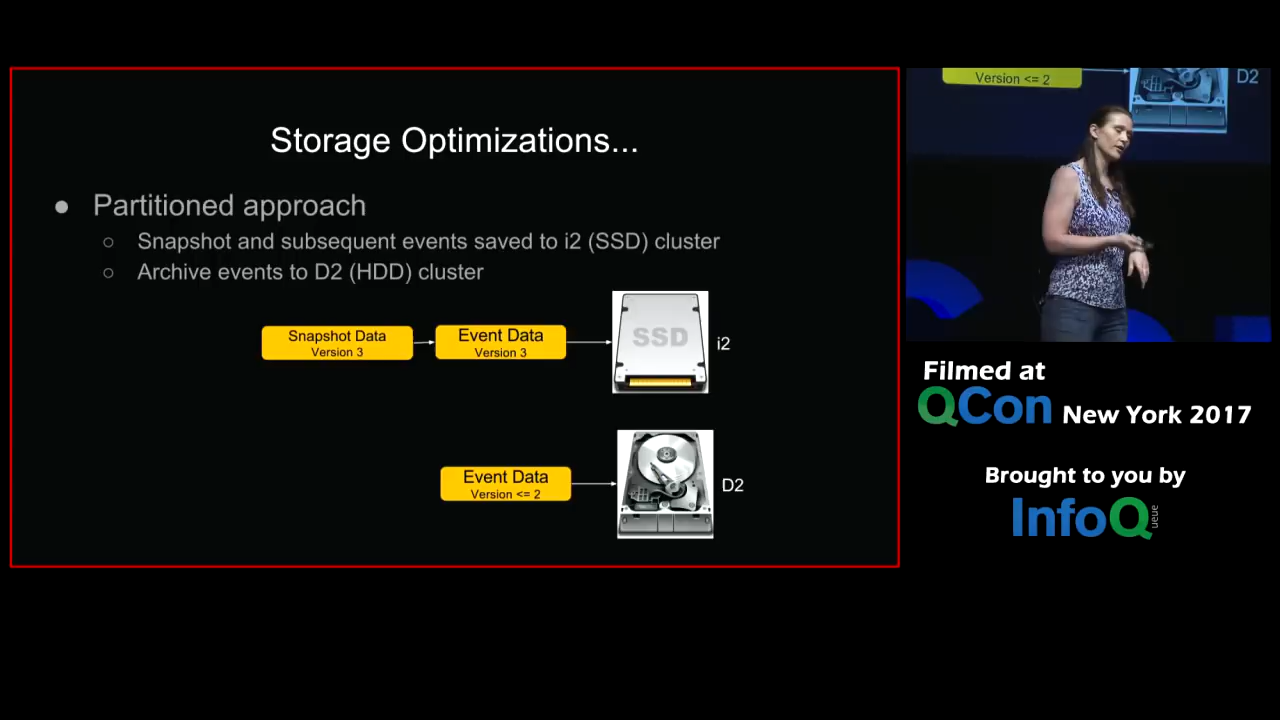 Storage Optimizations...
● Partitioned approach
○ Snapshot and subsequent events saved to i2 (SSD) cluster
○ Archive events to D2 (HDD) cluster
Snapshot Data
Version 3
Event Data
Version 3
SSD
i2
Event Data
Version <= 2
D2
Version <= 2
D2
Filmed at
QCon New York 2017
Brought to you by
InfoQueue